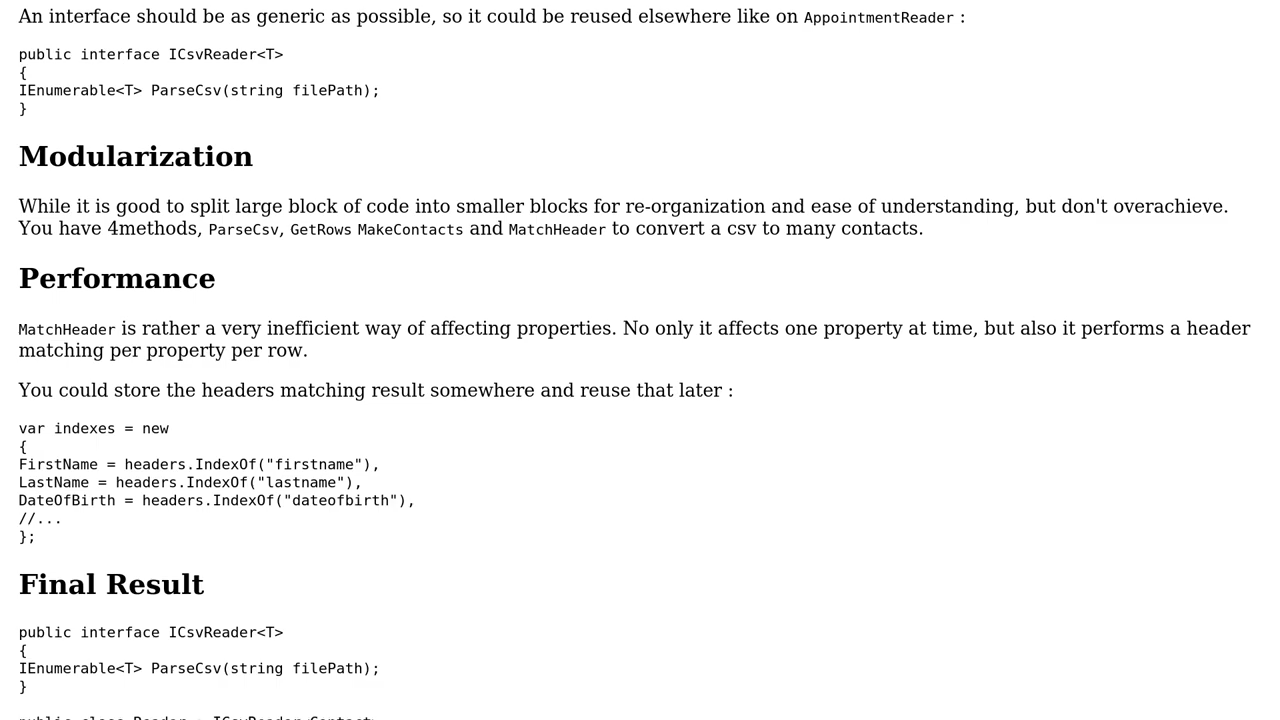 An interface should be as generic as possible, so it could be reused elsewhere like on AppointmentReader :
public interface ICsvReader<T>
{
IEnumerable<T> ParseCsv(string filePath);
}
Modularization
While it is good to split large block of code into smaller blocks for re-organization and ease of understanding, but don't overachieve.
You have 4methods, ParseCsv, GetRows MakeContacts and MatchHeader to convert a csv to many contacts.
Performance
MatchHeader is rather a very inefficient way of affecting properties. No only it affects one property at time, but also it performs a header
matching per property per row.
You could store the headers matching result somewhere and reuse that later :
var indexes = new
{
FirstName = headers.IndexOf("firstname"),
LastName = headers.IndexOf("lastname"),
DateOfBirth = headers.IndexOf("dateofbirth"),
//...
};
Final Result
public interface ICsvReader<T>
{
IEnumerable<T> ParseCsv(string filePath);
}
public class Reader : ICsvReader<Contact>